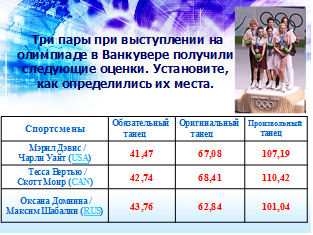 Три пары при выступлении на
олимпиаде в Ванкувере получили
следующие оценки. Установите,
как определились их места.
Спортсмены
Обязательный
танец
Оригинальный
танец
Произвольный
танец
Мэрил Дэвис /
Чарли Уайт (USA)
41,47
67,08
107,19
Тесса Вертью /
Скотт Моир (CAN)
42,74
68,41
110,42
Оксана Домнина /
Максим Шабалин (RUS)
43,76
62,84
101,04